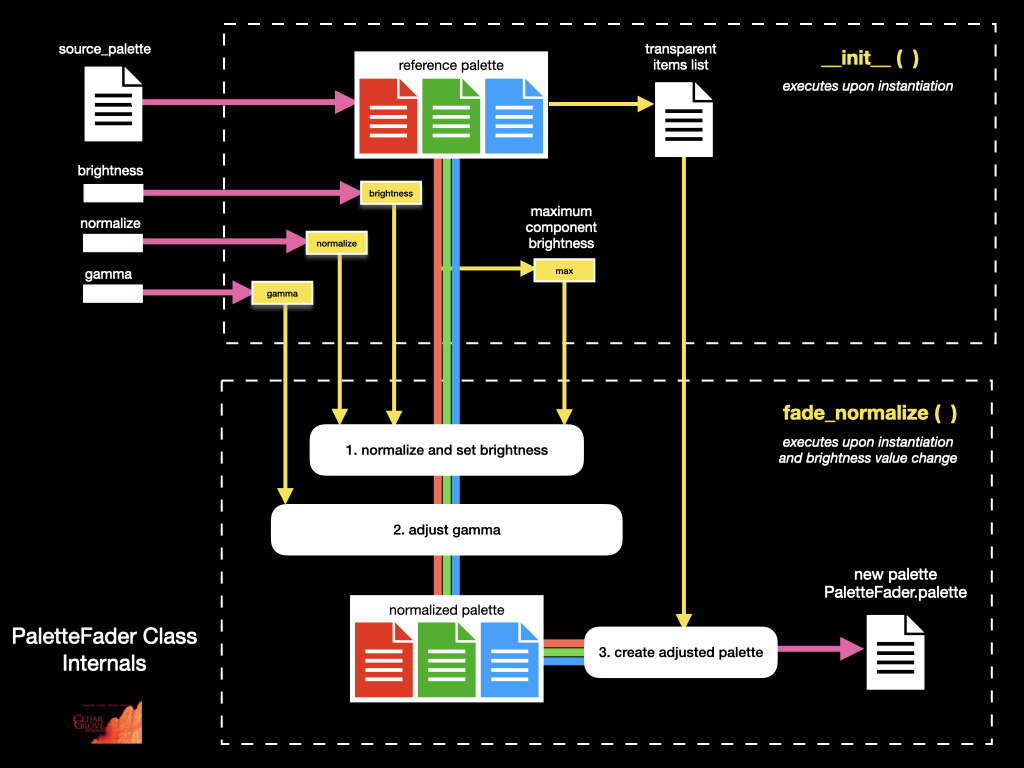 source_palette
reference palette
transparent
items list
__init__ ( )
executes upon instantiation
brightness
brightness
normalize
normalize
maximum
component
brightness
max
gamma
gamma
fade_normalize ( )
executes upon instantiation
and brightness value change
1. normalize and set brightness
2. adjust gamma
new palette
PaletteFader.palette
normalized palette
3. create adjusted palette
PaletteFader Class
Internals
CEDAR
GROVE